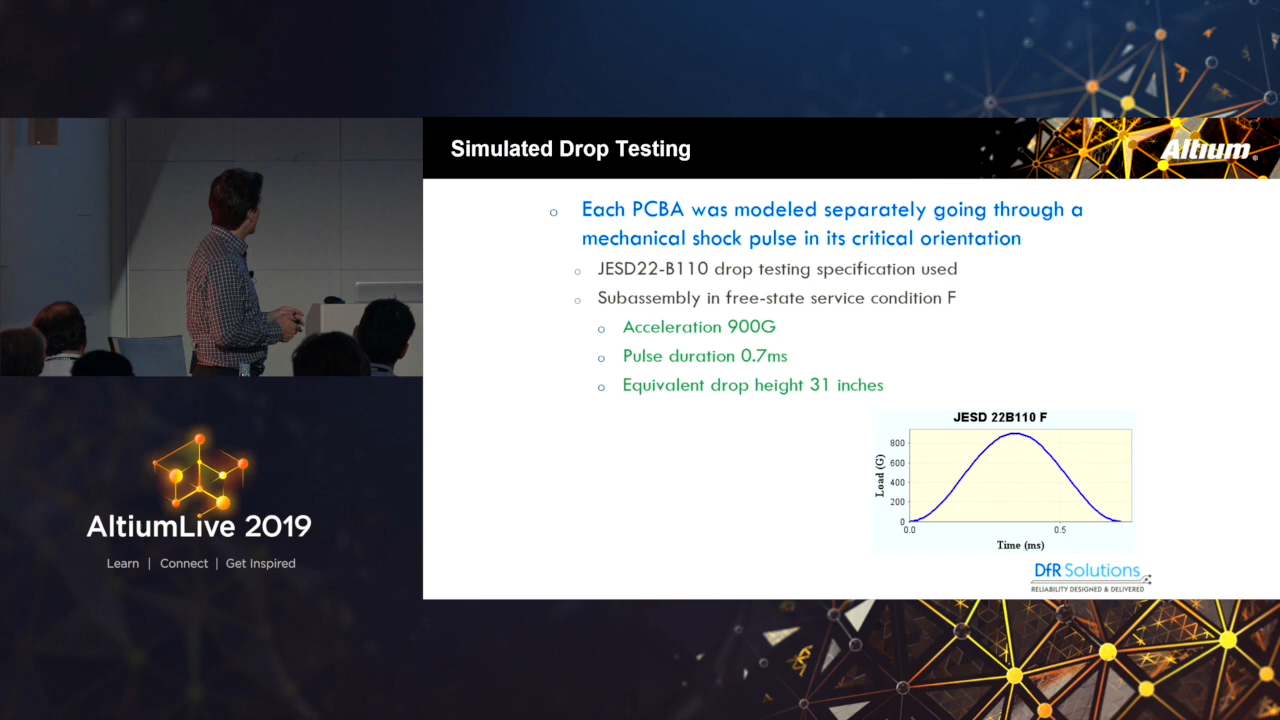 Simulated Drop Testing
Altium®
Each PCBA was modeled separately going through a
mechanical shock pulse in its critical orientation
JESD22-B110 drop testing specification used
Subassembly in free-state service condition F
Acceleration 900G
Pulse duration 0.7ms
Equivalent drop height 31 inches
JESD 22B110 F
Load (G)
800
600
400
200
0
0.0 0.5
Time (ms)
DfR Solutions
RELIABILITY DESIGNED & DELIVERED
AltiumLive 2019
Learn | Connect | Get Inspired